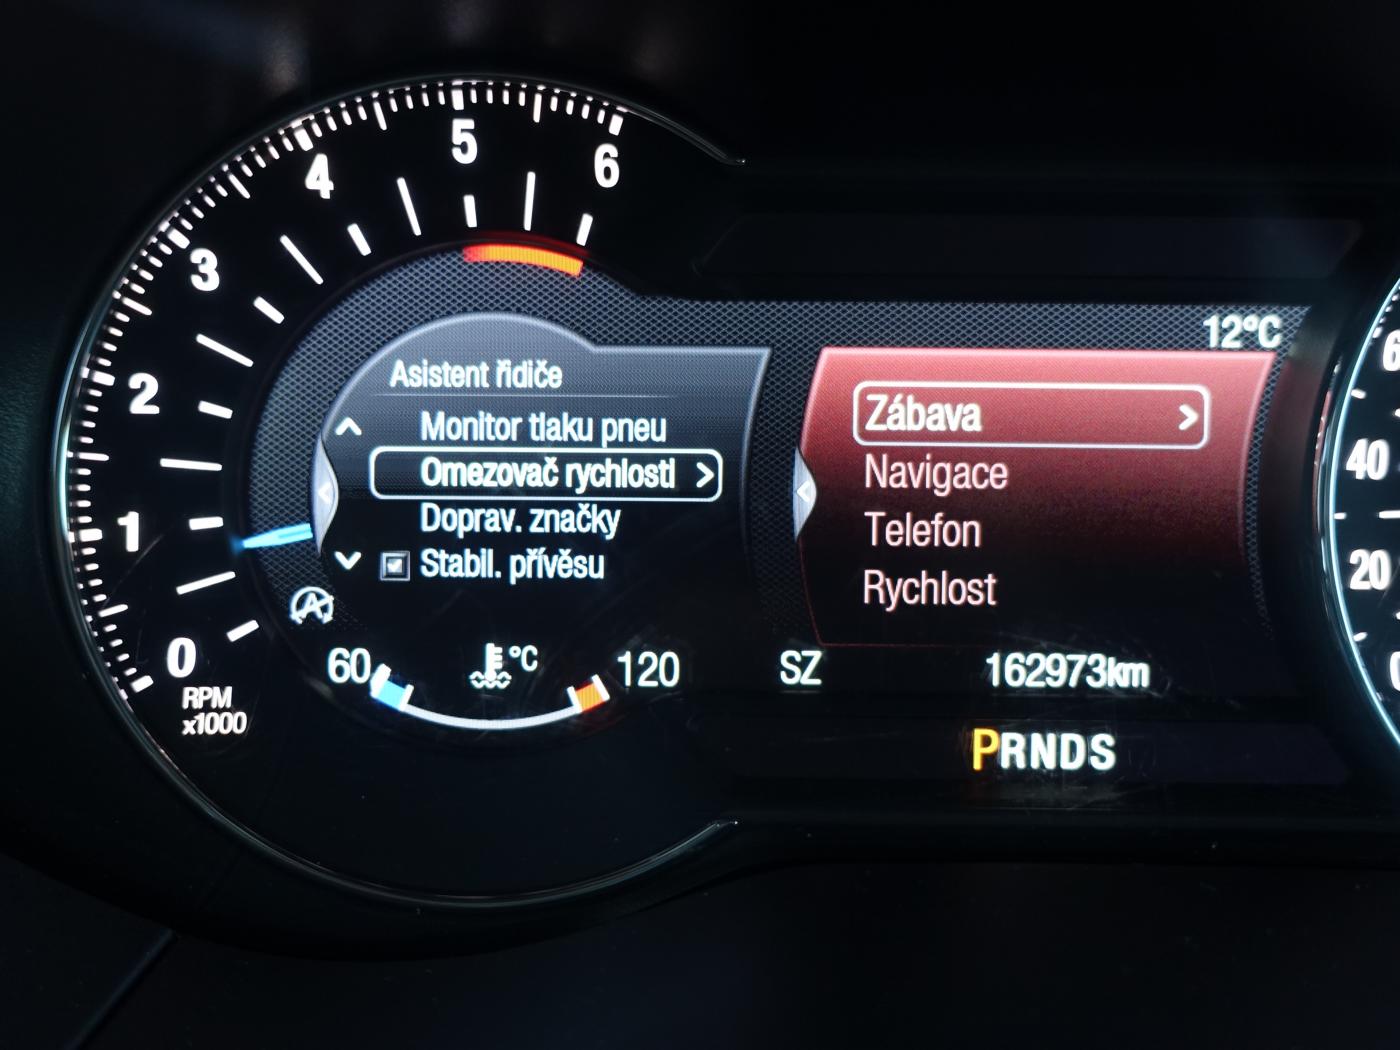 5
4
6
3
2
1
0
RPM
x1000
Asistent řidiče
Monitor tlaku pneu
Omezovač rychlosti >
Doprav. značky
Stabil. přívěsu
A
60 °C 120
12°C
Zábava >
Navigace
Telefon
Rychlost
SZ 162973km
PRNDS
40
20